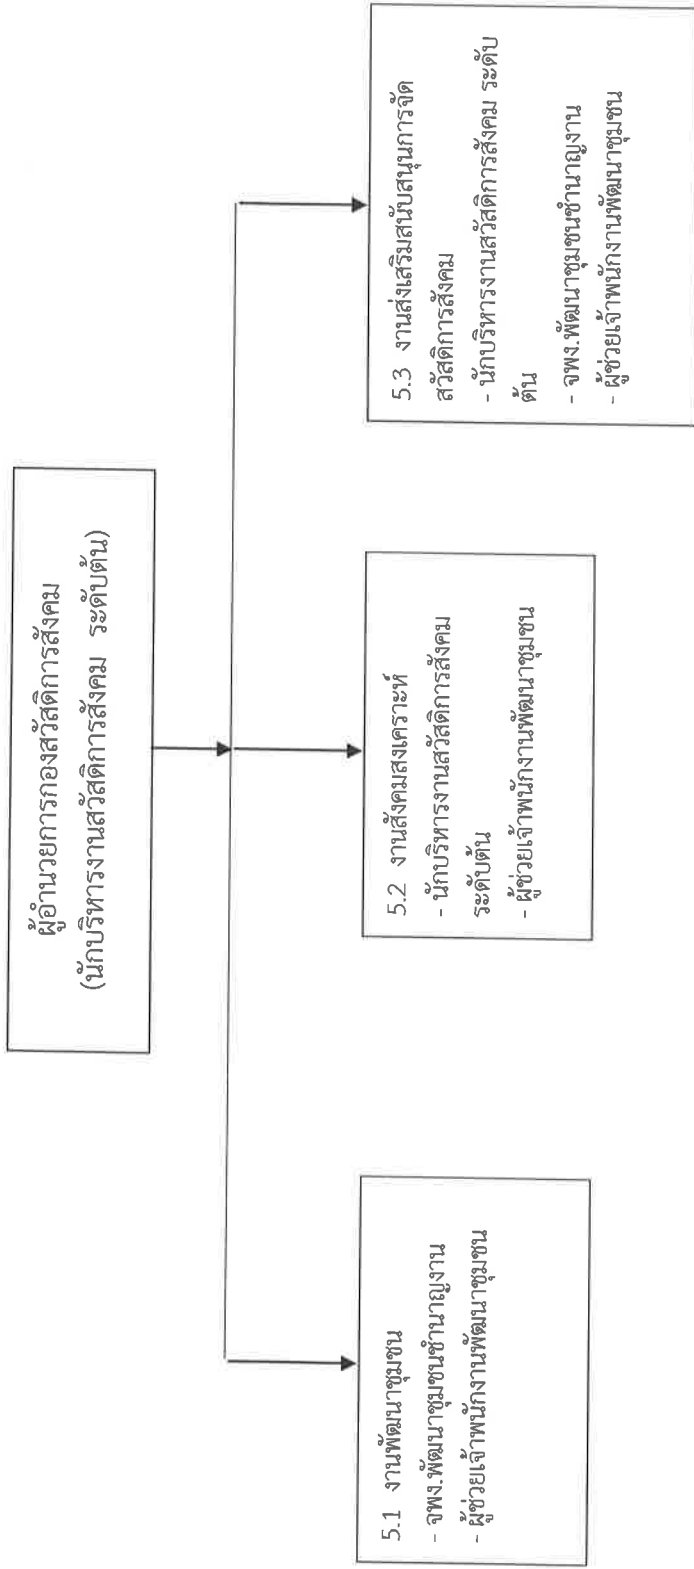 ผู้อำนวยการกองสวัสดิการสังคม
(นักบริหารงานสวัสดิการสังคม ระดับต้น)
5.1 งานพัฒนาชุมชน
- จพง.พัฒนาชุมชนชำนาญงาน
- ผู้ช่วยเจ้าพนักงานพัฒนาชุมชน
5.2 งานสังคมสงเคราะห์
- นักบริหารงานสวัสดิการสังคม
ระดับต้น
- ผู้ช่วยเจ้าพนักงานพัฒนาชุมชน
5.3 งานส่งเสริมสนับสนุนการจัด
สวัสดิการสังคม
- นักบริหารงานสวัสดิการสังคม ระดับ
ต้น
- จพง.พัฒนาชุมชนชำนาญงาน
- ผู้ช่วยเจ้าพนักงานพัฒนาชุมชน